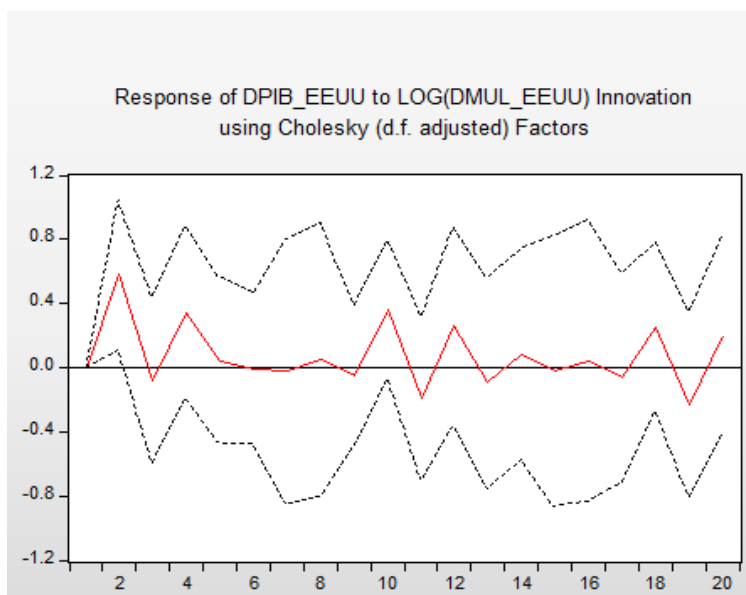 Response of DPIB_EEUU to LOG(DMUL_EEUU) Innovation
using Cholesky (d.f. adjusted) Factors
1.2
0.8
0.4
0.0
-0.4
-0.8
-1.2
2 4 6 8 10 12 14 16 18 20